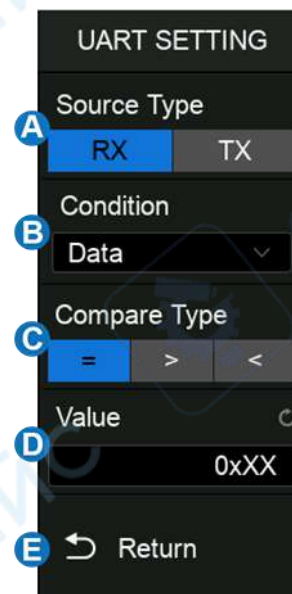 UART SETTING
Source Type
A
RX TX
Condition
B
Data
Compare Type
C
= > <
Value
D
0xXX
E Return